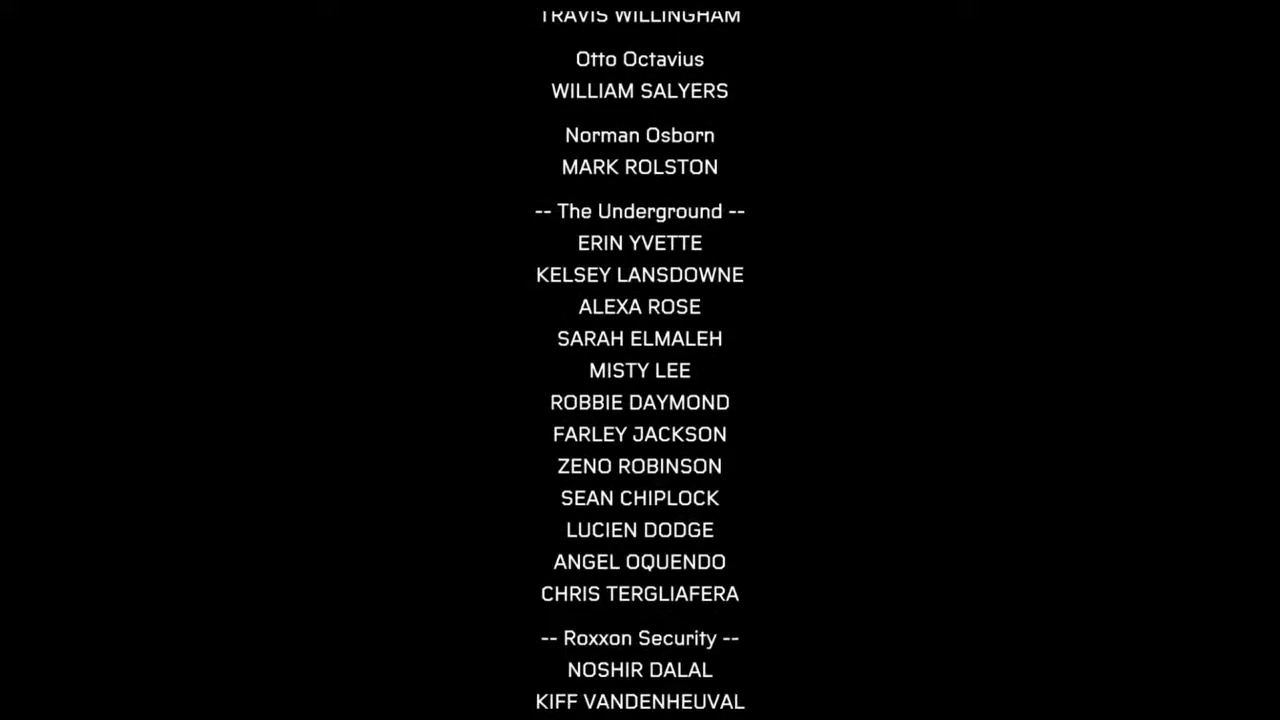 TRAVIS WILLINGHAM
Otto Octavius
WILLIAM SALYERS
Norman Osborn
MARK ROLSTON
-- The Underground --
ERIN YVETTE
KELSEY LANSDOWNE
ALEXA ROSE
SARAH ELMALEH
MISTY LEE
ROBBIE DAYMOND
FARLEY JACKSON
ZENO ROBINSON
SEAN CHIPLOCK
LUCIEN DODGE
ANGEL OQUENDO
CHRIS TERGLIAFERA
-- Roxxon Security --
NOSHIR DALAL
KIFF VANDENHEUVAL